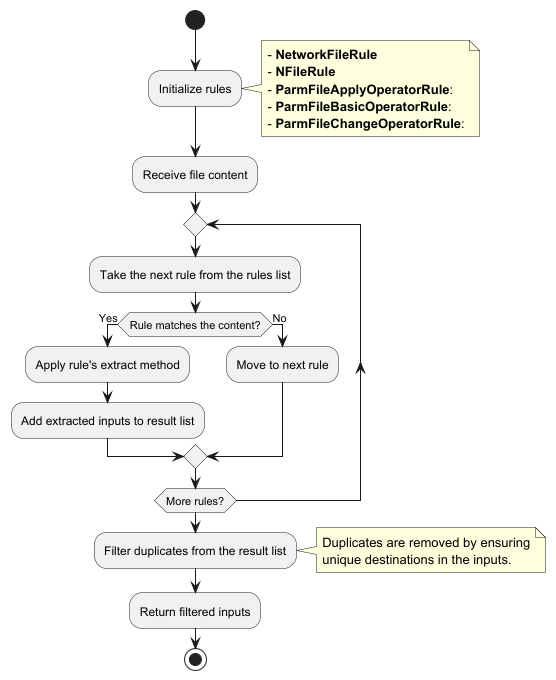 Initialize rules
- NetworkFileRule
- NFileRule
- ParmFileApplyOperatorRule:
- ParmFileBasicOperatorRule:
- ParmFileChangeOperatorRule:
Receive file content
Take the next rule from the rules list
Yes
Rule matches the content?
No
Apply rule's extract method
Move to next rule
Add extracted inputs to result list
More rules?
Filter duplicates from the result list
Duplicates are removed by ensuring
unique destinations in the inputs.
Return filtered inputs